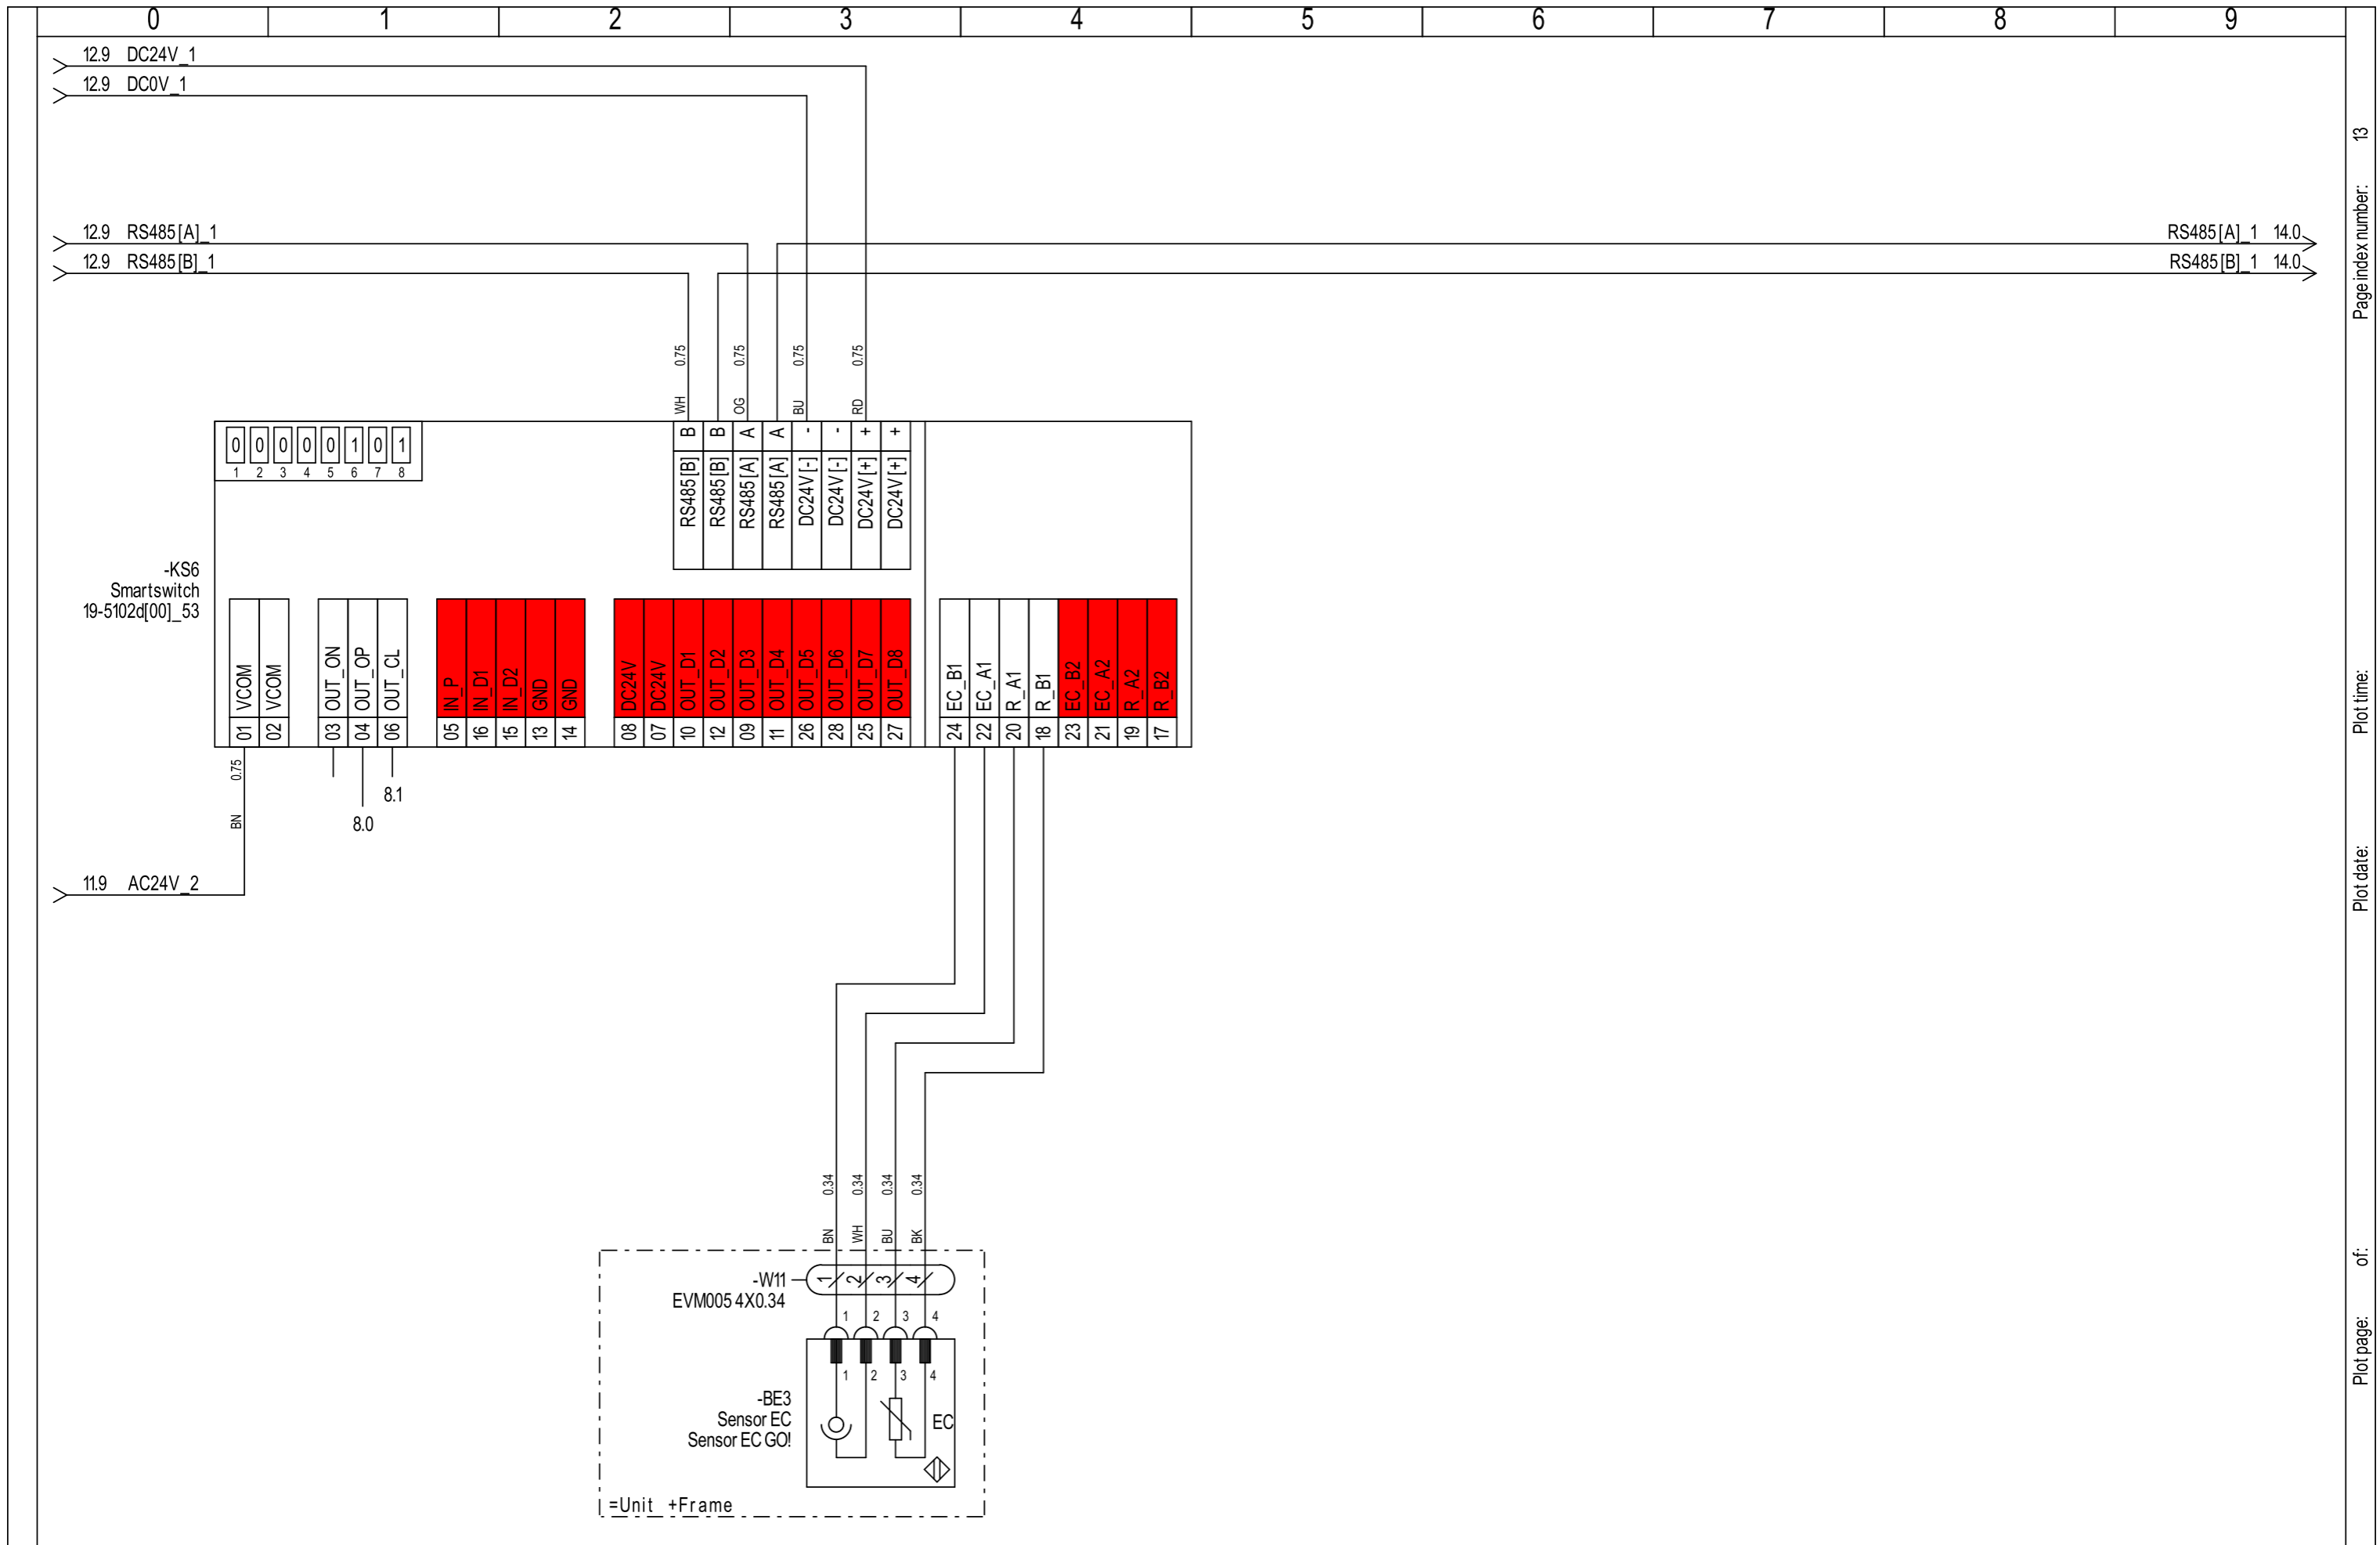 0 1 2 3 4 5 6 7 8 9
12.9 DC24V_1
12.9 DC0V_1
12.9 RS485[A]_1
RS485[A]_1 14.0
12.9 RS485[B]_1
RS485[B]_1 14.0
WH 0.75
OG 0.75
BU 0.75
RD 0.75
0 0 0 0 0 1 0 1
1 2 3 4 5 6 7 8
B B A A - - + +
RS485[B]
RS485[B]
RS485[A]
RS485[A]
DC24V[-]
DC24V[-]
DC24V[+]
DC24V[+]
-KS6
Smartswitch
19-5102d[00]_53
01 VCOM
02 VCOM
03 OUT_ON
04 OUT_OP
06 OUT_CL
05 IN_P
16 IN_D1
15 IN_D2
13 GND
14 GND
08 DC24V
07 DC24V
10 OUT_D1
12 OUT_D2
09 OUT_D3
11 OUT_D4
26 OUT_D5
28 OUT_D6
25 OUT_D7
27 OUT_D8
24 EC_B1
22 EC_A1
20 R_A1
18 R_B1
23 EC_B2
21 EC_A2
19 R_A2
17 R_B2
BN 0.75
8.1
8.0
11.9 AC24V_2
BN 0.34
WH 0.34
BU 0.34
BK 0.34
-W11
EVM005 4X0.34
1 2 3 4
1 2 3 4
1 2 3 4
-BE3
Sensor EC
Sensor EC GO!
EC
=Unit +Frame
Page index number: 13
Plot time:
Plot date:
Plot page: of: